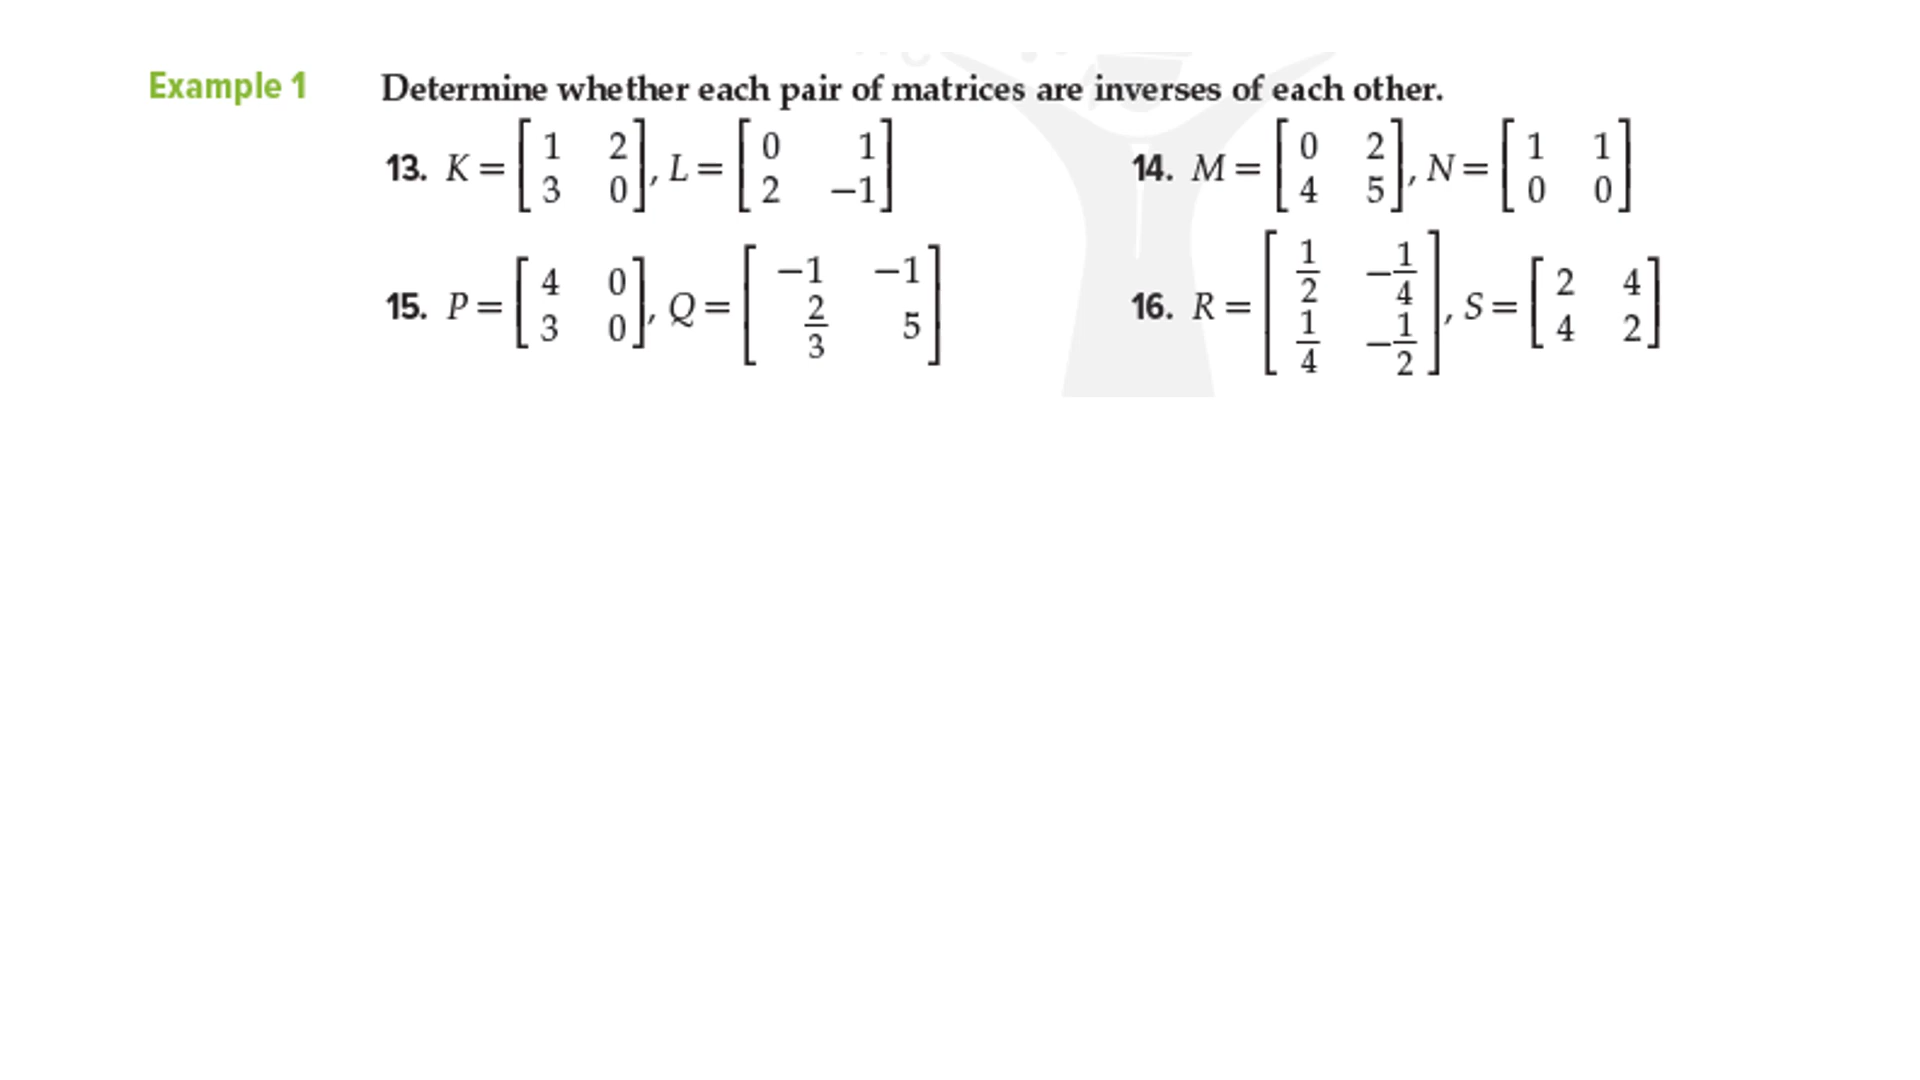 Example 1 Determine whether each pair of matrices are inverses of each other.
13. K = [1 2; 3 0], L = [0 1; 2 −1]
14. M = [0 2; 4 5], N = [1 1; 0 0]
15. P = [4 0; 3 0], Q = [−1 −1; 2/3 5]
16. R = [1/2 −1/4; 1/4 −1/2], S = [2 4; 4 2]